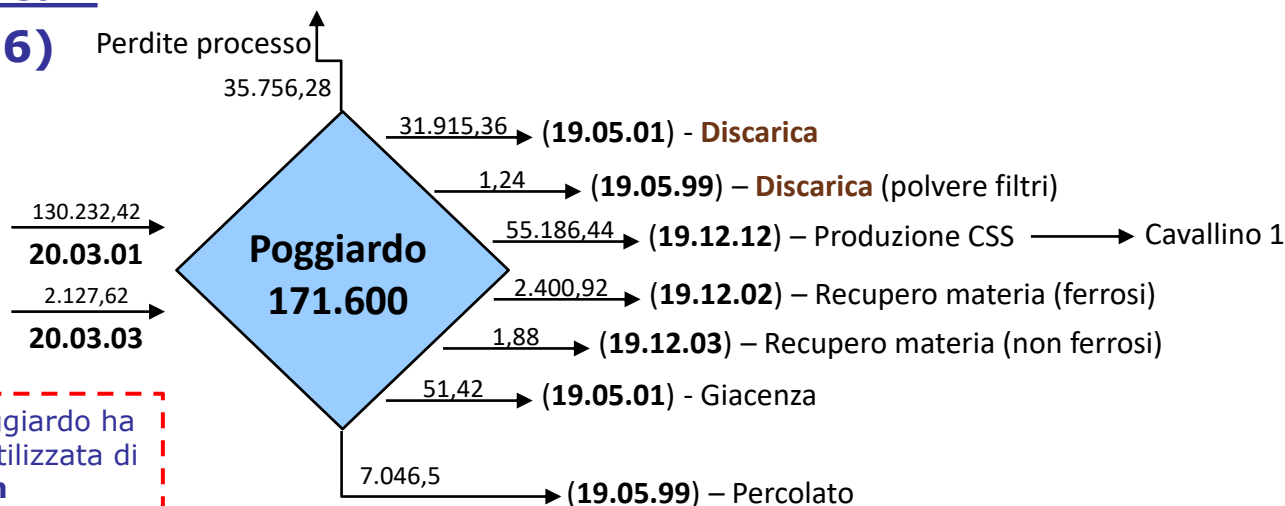 6)
Perdite processo
35.756,28
31.915,36 (19.05.01) - Discarica
1,24 (19.05.99) – Discarica (polvere filtri)
130.232,42
20.03.01
55.186,44 (19.12.12) – Produzione CSS Cavallino 1
Poggiardo
171.600
2.127,62
20.03.03
2.400,92 (19.12.02) – Recupero materia (ferrosi)
1,88 (19.12.03) – Recupero materia (non ferrosi)
51,42 (19.05.01) - Giacenza
ggiardo ha
tilizzata di
7.046,5 (19.05.99) – Percolato